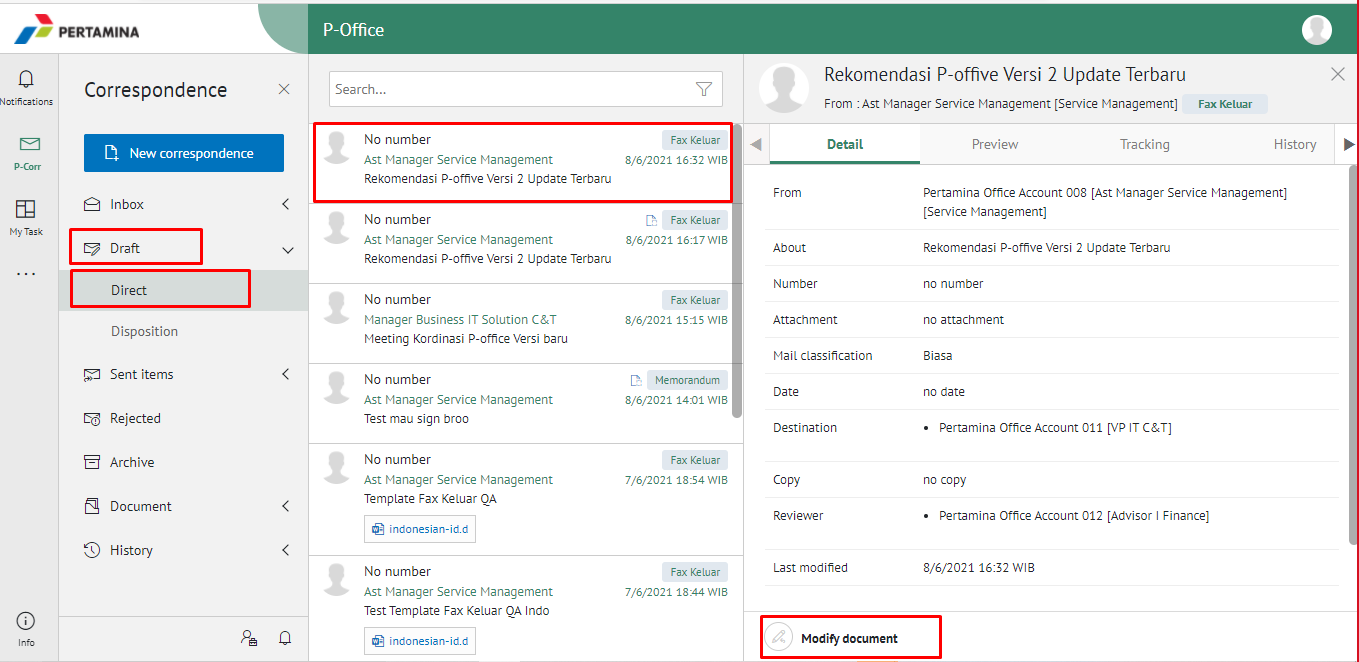 PERTAMINA
P-Office
Notifications
P-Corr
My Task
Info
Correspondence
New correspondence
Inbox
Draft
Direct
Disposition
Sent items
Rejected
Archive
Document
History
Search...
No number
Fax Keluar
Ast Manager Service Management
8/6/2021 16:32 WIB
Rekomendasi P-offive Versi 2 Update Terbaru
No number
Fax Keluar
Ast Manager Service Management
8/6/2021 16:17 WIB
Rekomendasi P-offive Versi 2 Update Terbaru
No number
Fax Keluar
Manager Business IT Solution C&T
8/6/2021 15:15 WIB
Meeting Kordinasi P-office Versi baru
No number
Memorandum
Ast Manager Service Management
8/6/2021 14:01 WIB
Test mau sign broo
No number
Fax Keluar
Ast Manager Service Management
7/6/2021 18:54 WIB
Template Fax Keluar QA
indonesian-id.d
No number
Fax Keluar
Ast Manager Service Management
7/6/2021 18:44 WIB
Test Template Fax Keluar QA Indo
indonesian-id.d
Rekomendasi P-offive Versi 2 Update Terbaru
From : Ast Manager Service Management [Service Management]
Fax Keluar
Detail
Preview
Tracking
History
From
Pertamina Office Account 008 [Ast Manager Service Management]
[Service Management]
About
Rekomendasi P-offive Versi 2 Update Terbaru
Number
no number
Attachment
no attachment
Mail classification
Biasa
Date
no date
Destination
• Pertamina Office Account 011 [VP IT C&T]
Copy
no copy
Reviewer
• Pertamina Office Account 012 [Advisor I Finance]
Last modified
8/6/2021 16:32 WIB
Modify document